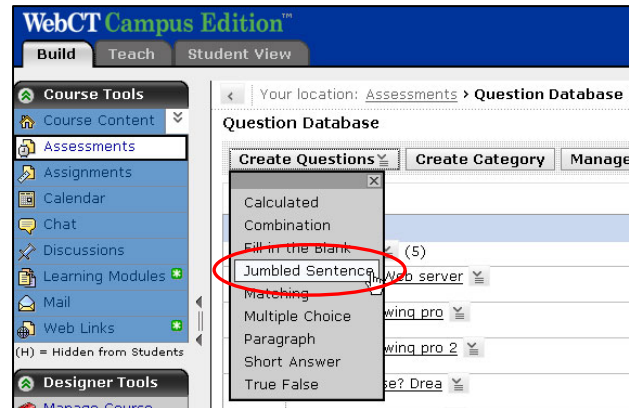 WebCT Campus Edition™
Build Teach Student View
Course Tools
Course Content
Assessments
Assignments
Calendar
Chat
Discussions
Learning Modules
Mail
Web Links
(H) = Hidden from Students
Designer Tools
Manage Course
Your location: Assessments › Question Database
Question Database
Create Questions Create Category Manage
Calculated
Combination
Fill in the Blank
(5)
Jumbled Sentence
Web server
Matching
Multiple Choice
wing pro
Paragraph
wing pro 2
Short Answer
True False
se? Drea